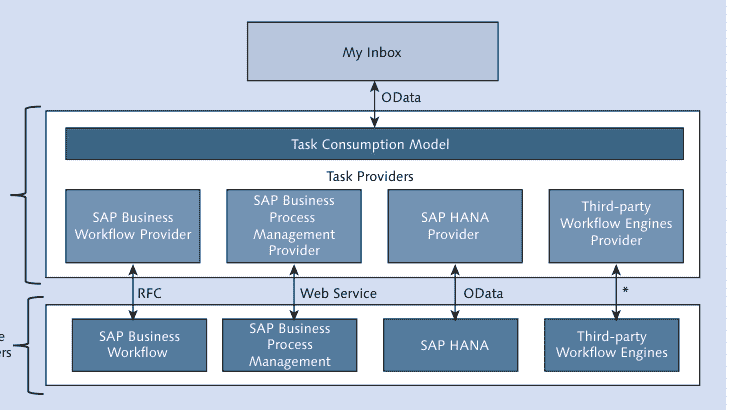 My Inbox
OData
Task Consumption Model
Task Providers
SAP Business
Workflow Provider
SAP Business
Process
Management
Provider
SAP HANA
Provider
Third-party
Workflow Engines
Provider
RFC
Web Service
OData
*
SAP Business
Workflow
SAP Business
Process
Management
SAP HANA
Third-party
Workflow Engines